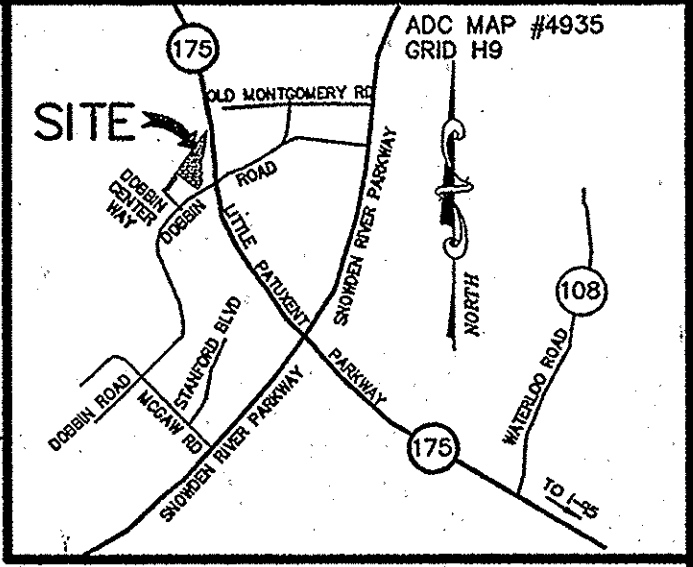 ADC MAP #4935
GRID H9
175
OLD MONTGOMERY RD
SITE
DOBBIN
CENTER
WAY
DOBBIN ROAD
LITTLE PATUXENT PARKWAY
SNOWDEN RIVER PARKWAY
NORTH
108
WATERLOO ROAD
STANFORD BLVD
DOBBIN ROAD
MCGAW RD
SNOWDEN RIVER PARKWAY
175
TO I-95